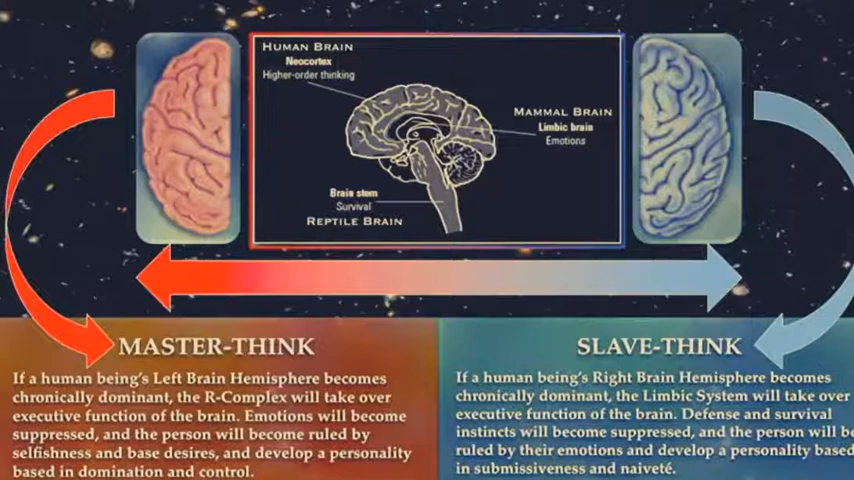 HUMAN BRAIN
Neocortex
Higher-order thinking
MAMMAL BRAIN
Limbic brain
Emotions
Brain stem
Survival
REPTILE BRAIN
MASTER-THINK
If a human being's Left Brain Hemisphere becomes
chronically dominant, the R-Complex will take over
executive function of the brain. Emotions will become
suppressed, and the person will become ruled by
selfishness and base desires, and develop a personality
based in domination and control.
SLAVE-THINK
If a human being's Right Brain Hemisphere becomes
chronically dominant, the Limbic System will take over
executive function of the brain. Defense and survival
instincts will become suppressed, and the person will be
ruled by their emotions and develop a personality based
in submissiveness and naiveté.